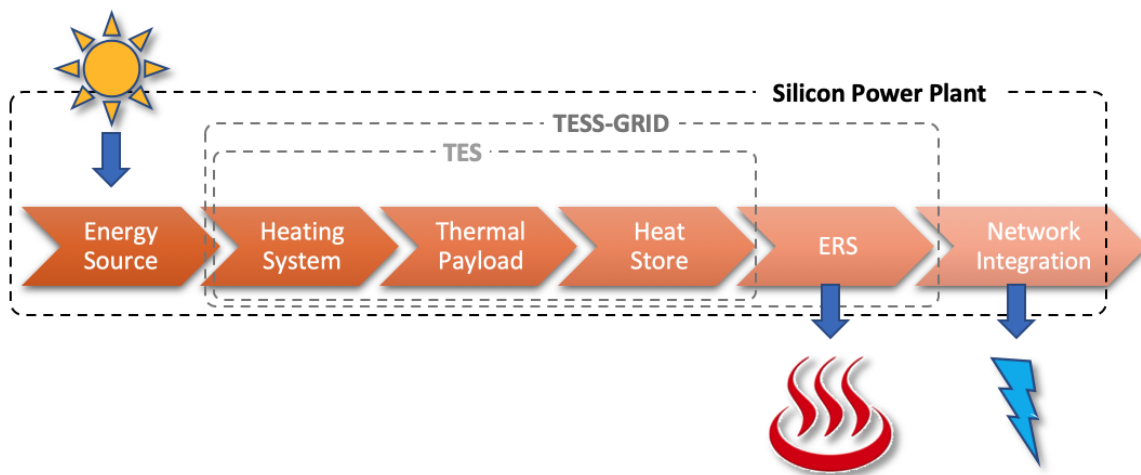 Silicon Power Plant
TESS-GRID
TES
Energy
Source
Heating
System
Thermal
Payload
Heat
Store
ERS
Network
Integration